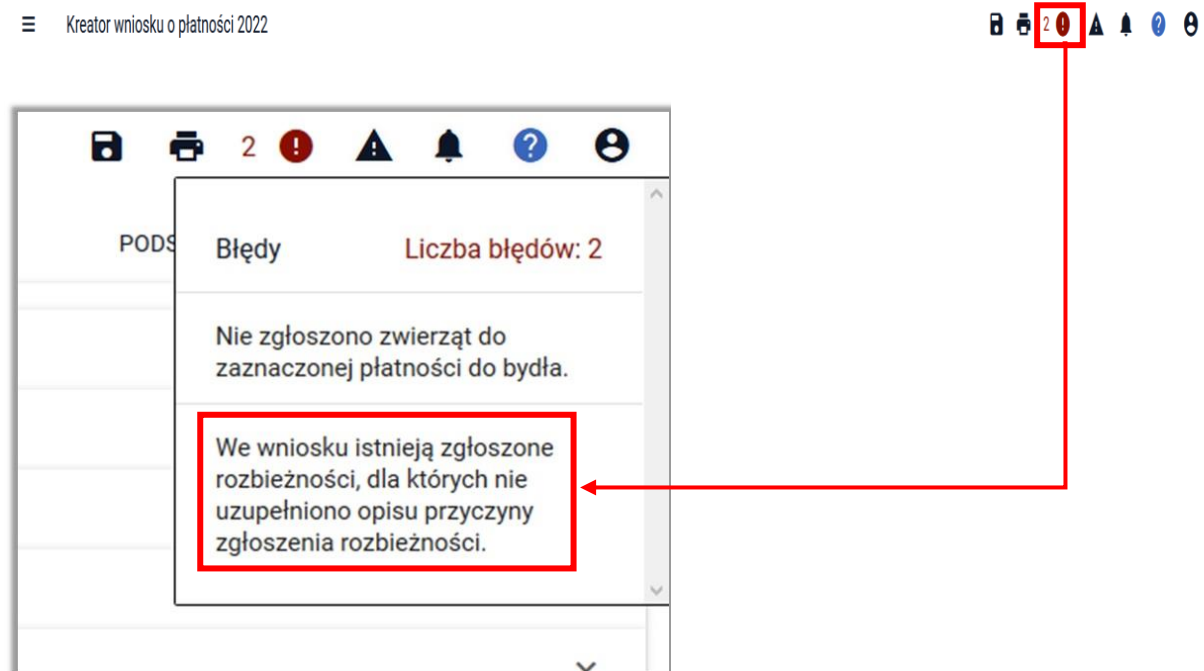 Kreator wniosku o płatności 2022
2
2
PODS
Błędy
Liczba błędów: 2
Nie zgłoszono zwierząt do
zaznaczonej płatności do bydła.
We wniosku istnieją zgłoszone
rozbieżności, dla których nie
uzupełniono opisu przyczyny
zgłoszenia rozbieżności.